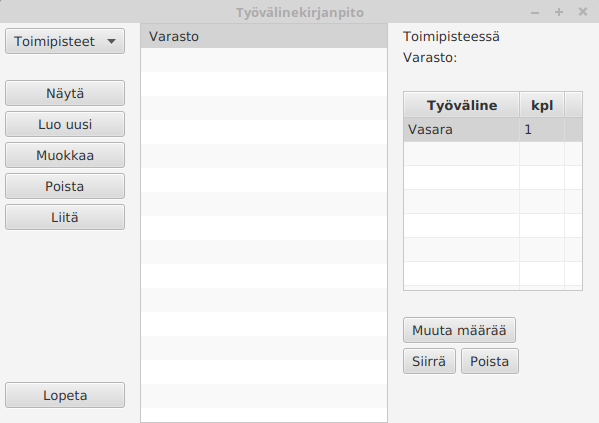 Työvälinekirjanpito
Toimipisteet
Näytä
Luo uusi
Muokkaa
Poista
Liitä
Lopeta
Varasto
Toimipisteessä
Varasto:
Työväline kpl
Vasara 1
Muuta määrää
Siirrä Poista